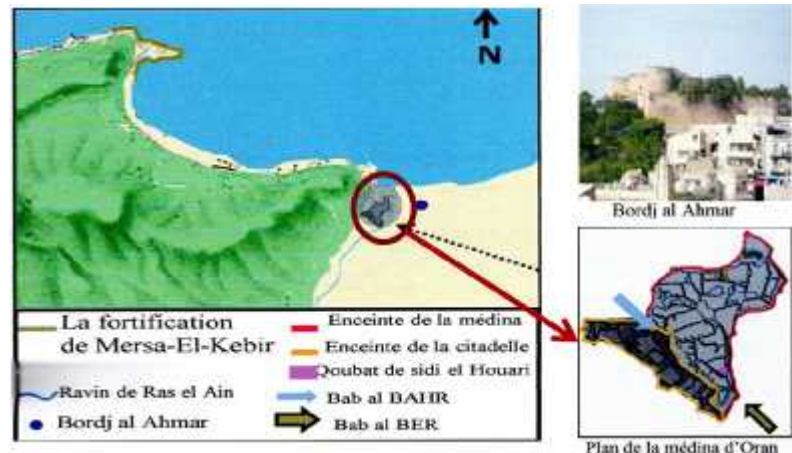 N
La fortification
de Mersa-El-Kebir
Ravin de Ras el Ain
Bordj al Ahmar
Enceinte de la médina
Enceinte de la citadelle
Qoubat de sidi el Houari
Bab al BAHR
Bab al BER
Bordj al Ahmar
Plan de la médina d'Oran